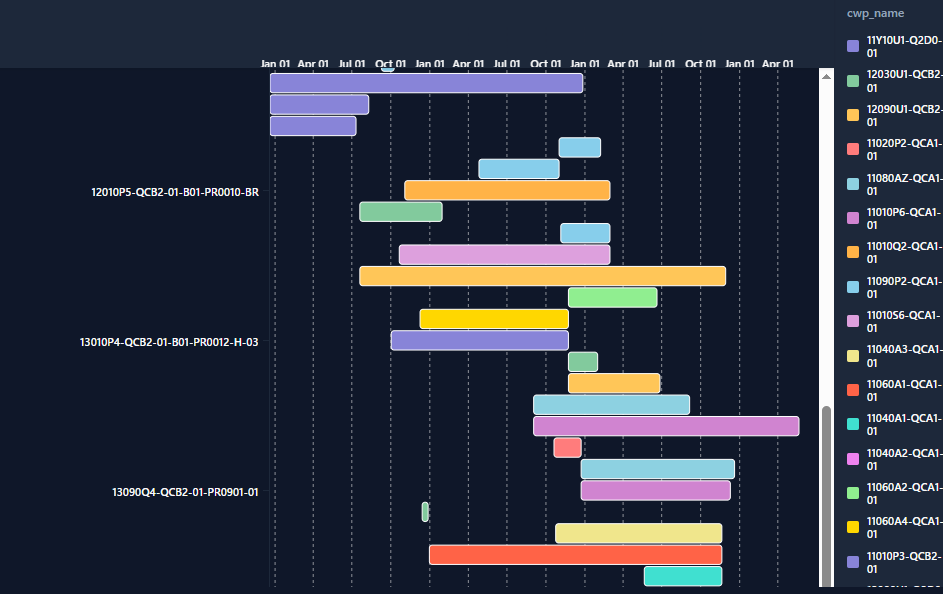 cwp_name
Jan 01 Apr 01 Jul 01 Oct 01 Jan 01 Apr 01 Jul 01 Oct 01 Jan 01 Apr 01 Jul 01 Oct 01 Jan 01 Apr 01
12010P5-QCB2-01-B01-PR0010-BR
13010P4-QCB2-01-B01-PR0012-H-03
13090Q4-QCB2-01-PR0901-01
11Y10U1-Q2D0-
01
12030U1-QCB2-
01
12090U1-QCB2-
01
11020P2-QCA1-
01
11080AZ-QCA1-
01
11010P6-QCA1-
01
11010Q2-QCA1-
01
11090P2-QCA1-
01
11010S6-QCA1-
01
11040A3-QCA1-
01
11060A1-QCA1-
01
11040A1-QCA1-
01
11040A2-QCA1-
01
11060A2-QCA1-
01
11060A4-QCA1-
01
11010P3-QCB2-
01